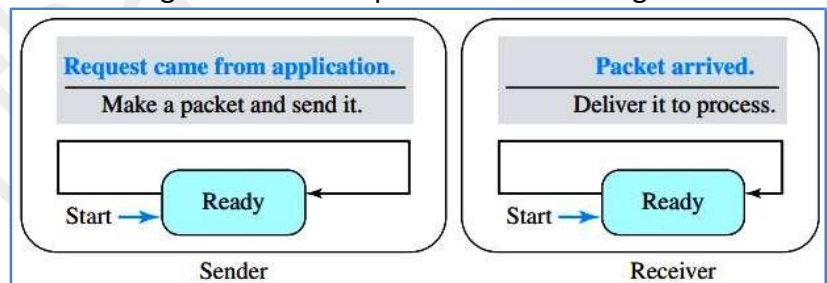 Request came from application.
Make a packet and send it.
Ready
Start
Sender
Packet arrived.
Deliver it to process.
Ready
Start
Receiver